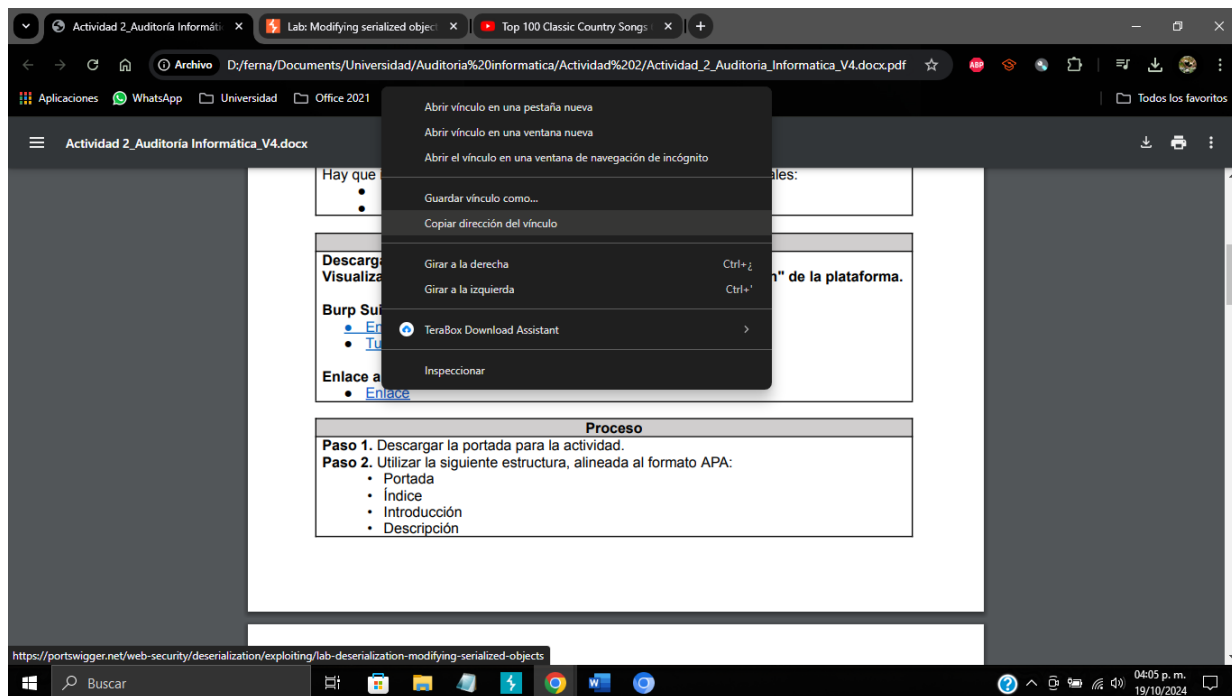 Actividad 2_Auditoría Informáti
Lab: Modifying serialized object
Top 100 Classic Country Songs
Archivo
D:/ferna/Documents/Universidad/Auditoria%20informatica/Actividad%202/Actividad_2_Auditoria_Informatica_V4.docx.pdf
ABP
Aplicaciones
WhatsApp
Universidad
Office 2021
Todos los favoritos
Actividad 2_Auditoría Informática_V4.docx
Abrir vínculo en una pestaña nueva
Abrir vínculo en una ventana nueva
Abrir el vínculo en una ventana de navegación de incógnito
Guardar vínculo como...
Copiar dirección del vínculo
Girar a la derecha Ctrl+¿
Girar a la izquierda Ctrl+'
TeraBox Download Assistant
Inspeccionar
Hay que
ales:
Descarg
Visualiza
n" de la plataforma.
Burp Sui
● En
● Tu
Enlace a
● Enlace
Proceso
Paso 1. Descargar la portada para la actividad.
Paso 2. Utilizar la siguiente estructura, alineada al formato APA:
• Portada
• Índice
• Introducción
• Descripción
https://portswigger.net/web-security/deserialization/exploiting/lab-deserialization-modifying-serialized-objects
Buscar
04:05 p. m.
19/10/2024